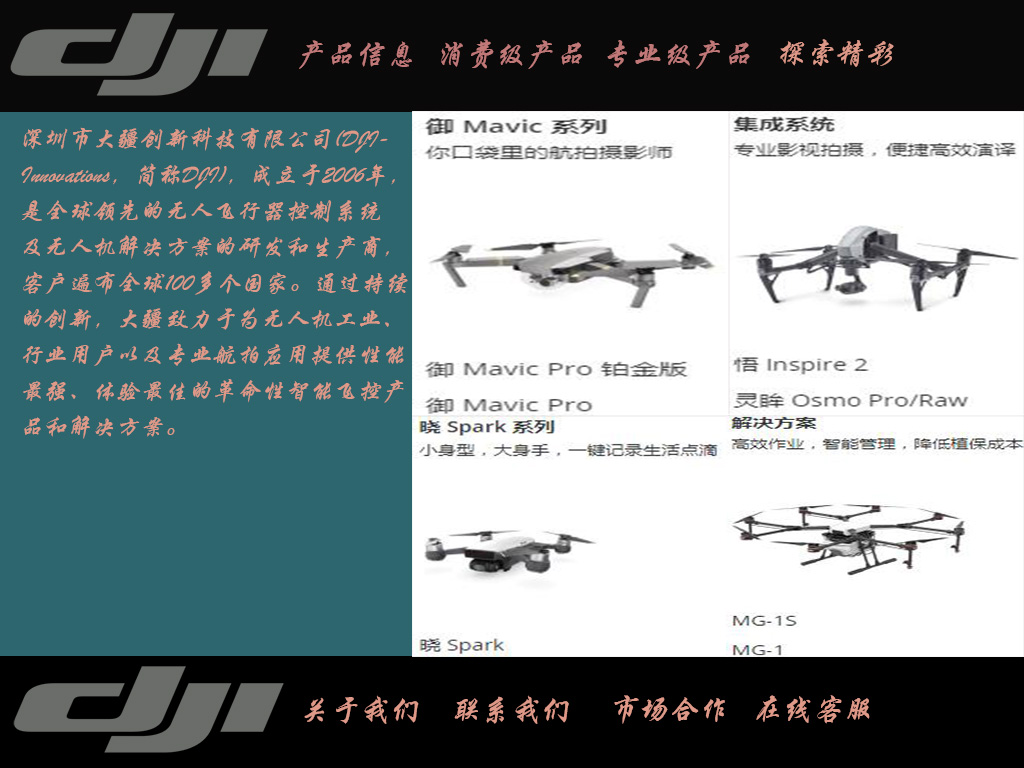 dji 产品信息 消费级产品 专业级产品 探索精彩
深圳市大疆创新科技有限公司(DJI-
Innovations，简称DJI)，成立于2006年，
是全球领先的无人飞行器控制系统
及无人机解决方案的研发和生产商，
客户遍布全球100多个国家。通过持续
的创新，大疆致力于为无人机工业、
行业用户以及专业航拍应用提供性能
最强、体验最佳的革命性智能飞控产
品和解决方案。
御 Mavic 系列
你口袋里的航拍摄影师
御 Mavic Pro 铂金版
御 Mavic Pro
集成系统
专业影视拍摄，便捷高效演译
悟 Inspire 2
灵眸 Osmo Pro/Raw
晓 Spark 系列
小身型，大身手，一键记录生活点滴
晓 Spark
解决方案
高效作业，智能管理，降低植保成本
MG-1S
MG-1
dji 关于我们 联系我们 市场合作 在线客服